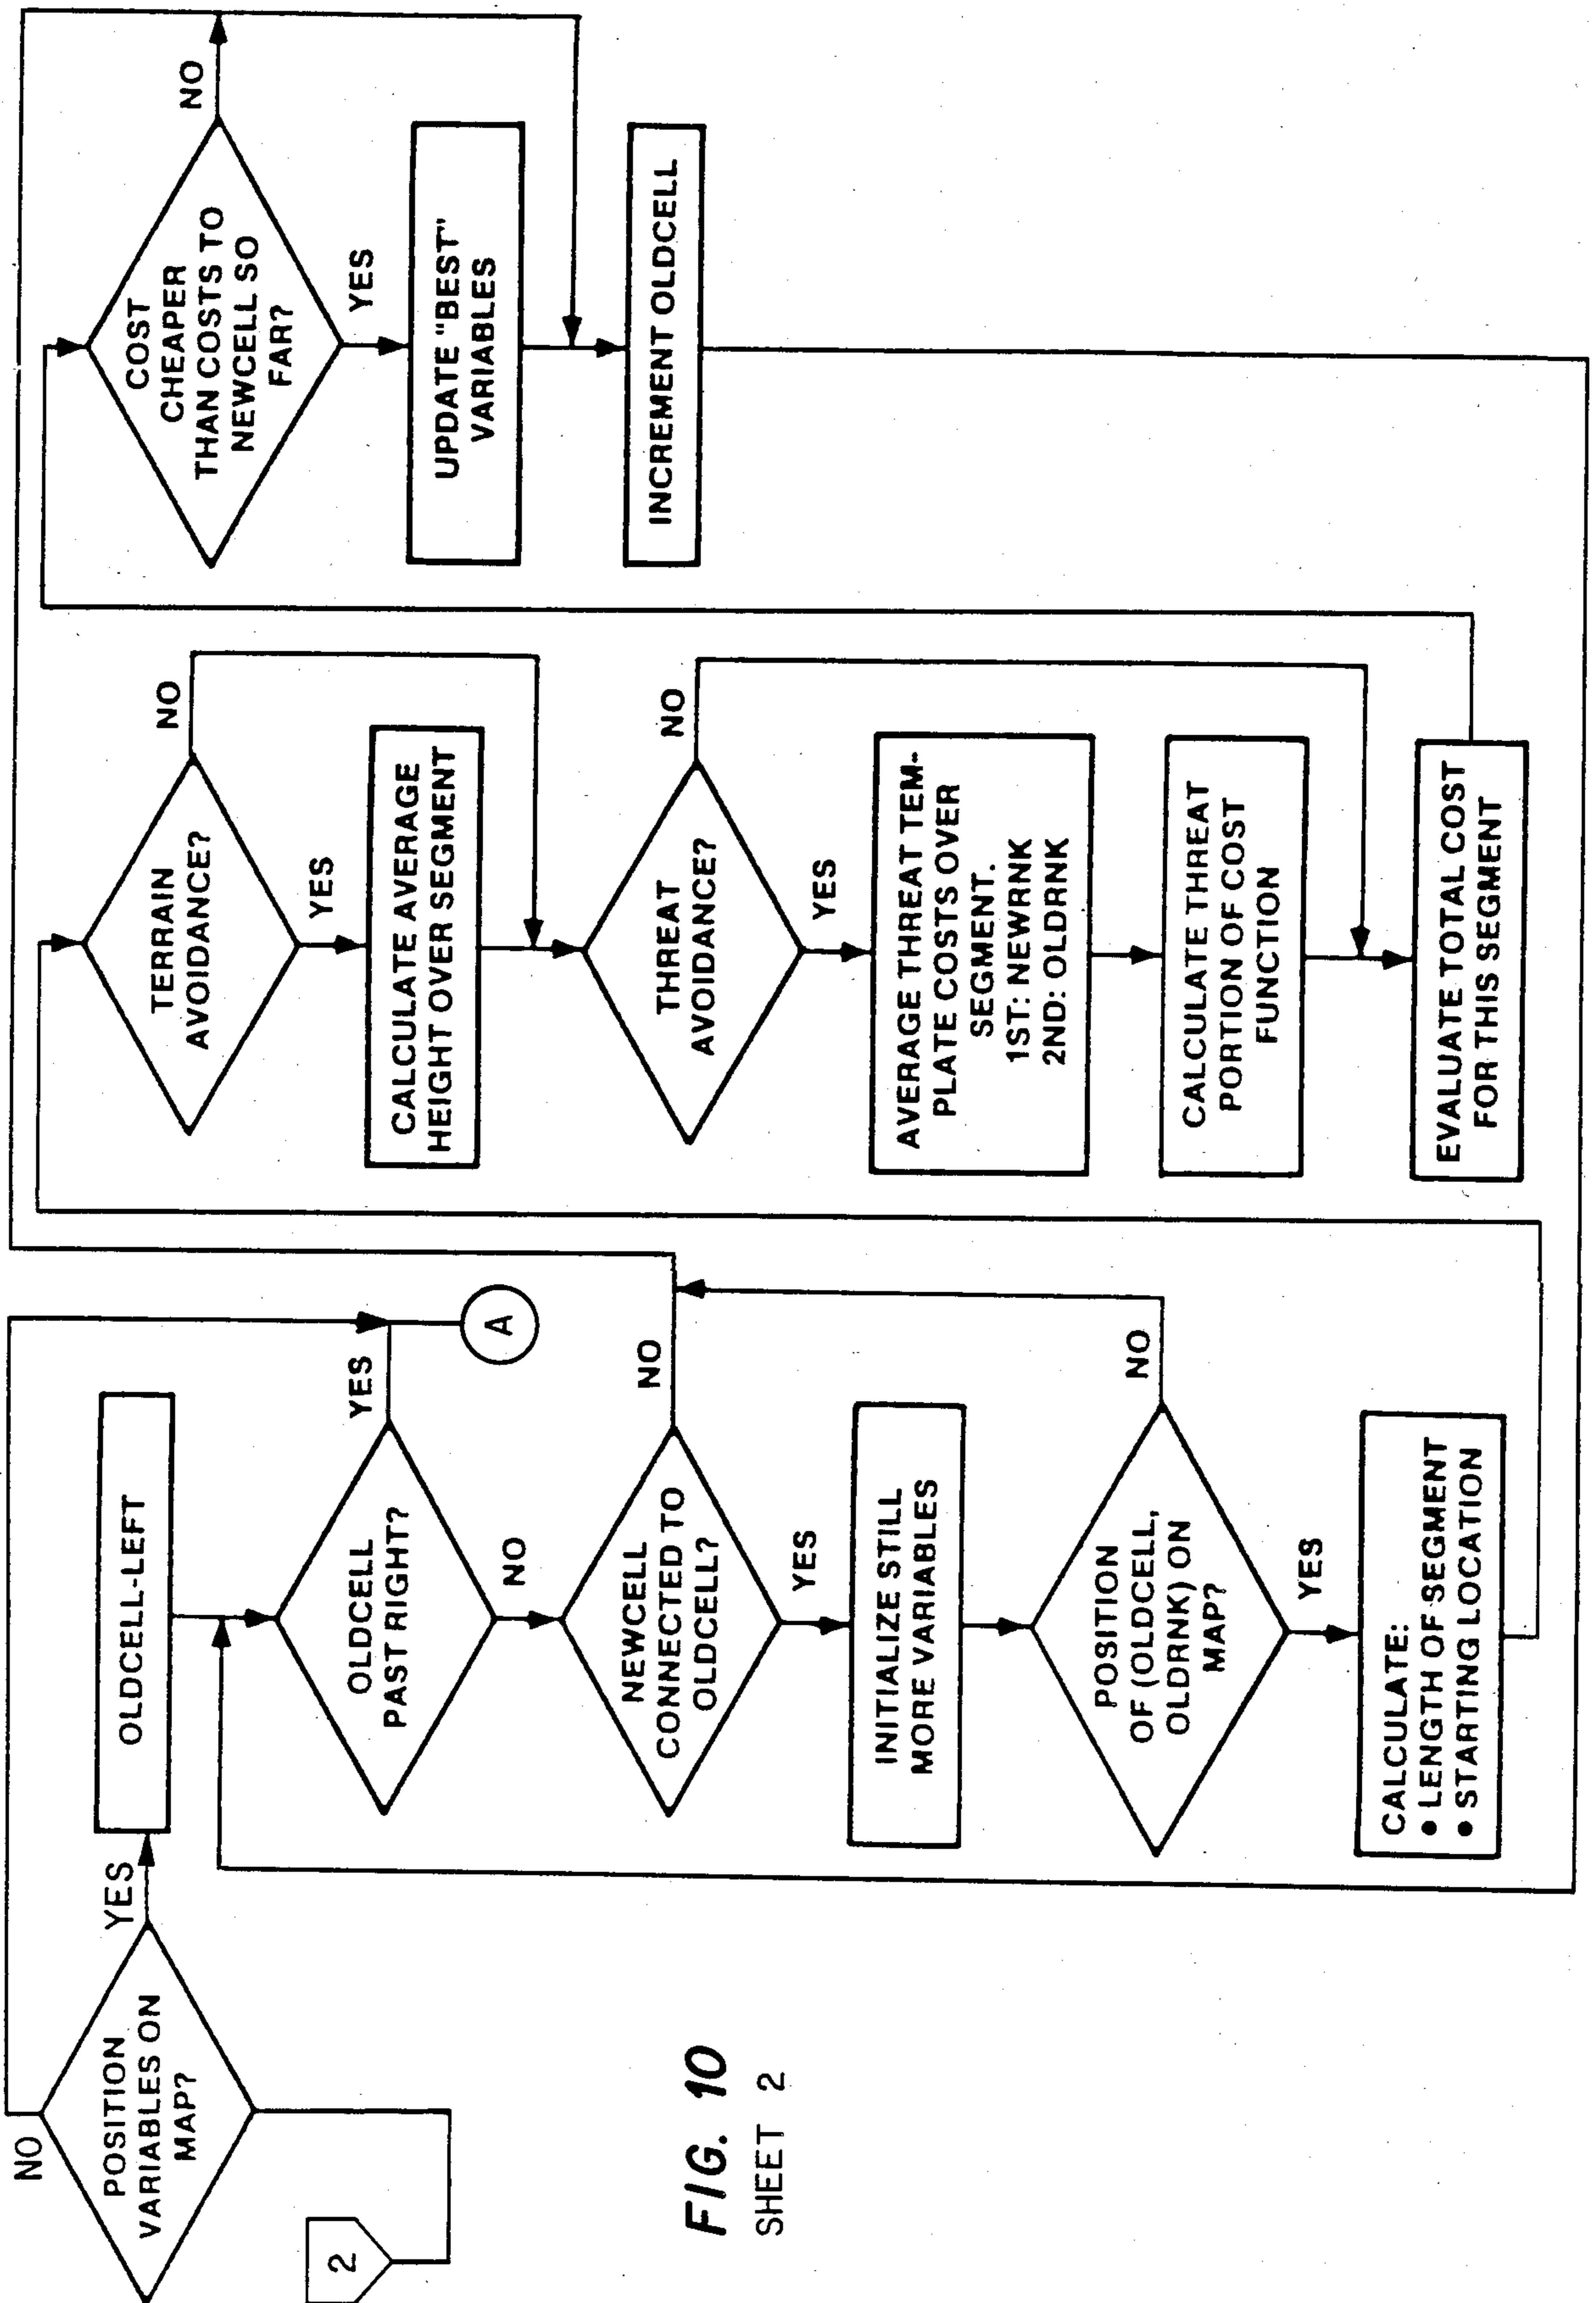 NO
POSITION
VARIABLES ON
MAP?
YES
2
OLDCELL-LEFT
OLDCELL
PAST RIGHT?
YES
A
NO
NEWCELL
CONNECTED TO
OLDCELL?
NO
YES
INITIALIZE STILL
MORE VARIABLES
POSITION
OF (OLDCELL,
OLDRNK) ON
MAP?
NO
YES
CALCULATE:
• LENGTH OF SEGMENT
• STARTING LOCATION
TERRAIN
AVOIDANCE?
NO
YES
CALCULATE AVERAGE
HEIGHT OVER SEGMENT
THREAT
AVOIDANCE?
NO
YES
AVERAGE THREAT TEM-
PLATE COSTS OVER
SEGMENT.
1ST: NEWRNK
2ND: OLDRNK
CALCULATE THREAT
PORTION OF COST
FUNCTION
EVALUATE TOTAL COST
FOR THIS SEGMENT
COST
CHEAPER
THAN COSTS TO
NEWCELL SO
FAR?
NO
YES
UPDATE "BEST"
VARIABLES
INCREMENT OLDCELL
FIG. 10
SHEET 2